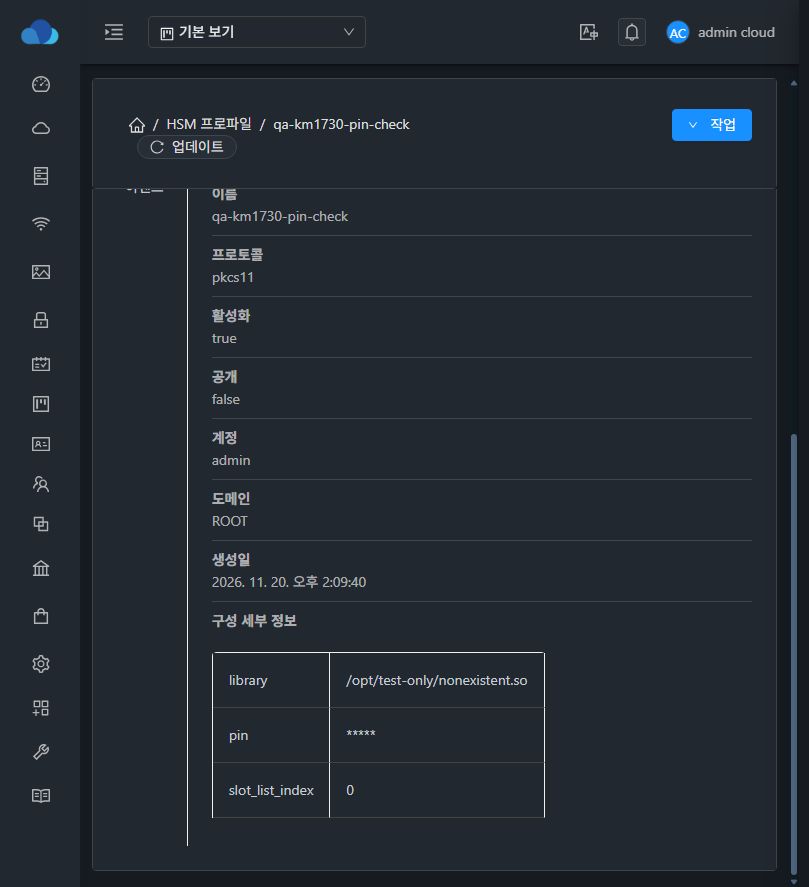 기본 보기
AC admin cloud
/ HSM 프로파일 / qa-km1730-pin-check
작업
업데이트
이름
qa-km1730-pin-check
프로토콜
pkcs11
활성화
true
공개
false
계정
admin
도메인
ROOT
생성일
2026. 11. 20. 오후 2:09:40
구성 세부 정보
library /opt/test-only/nonexistent.so
pin *****
slot_list_index 0